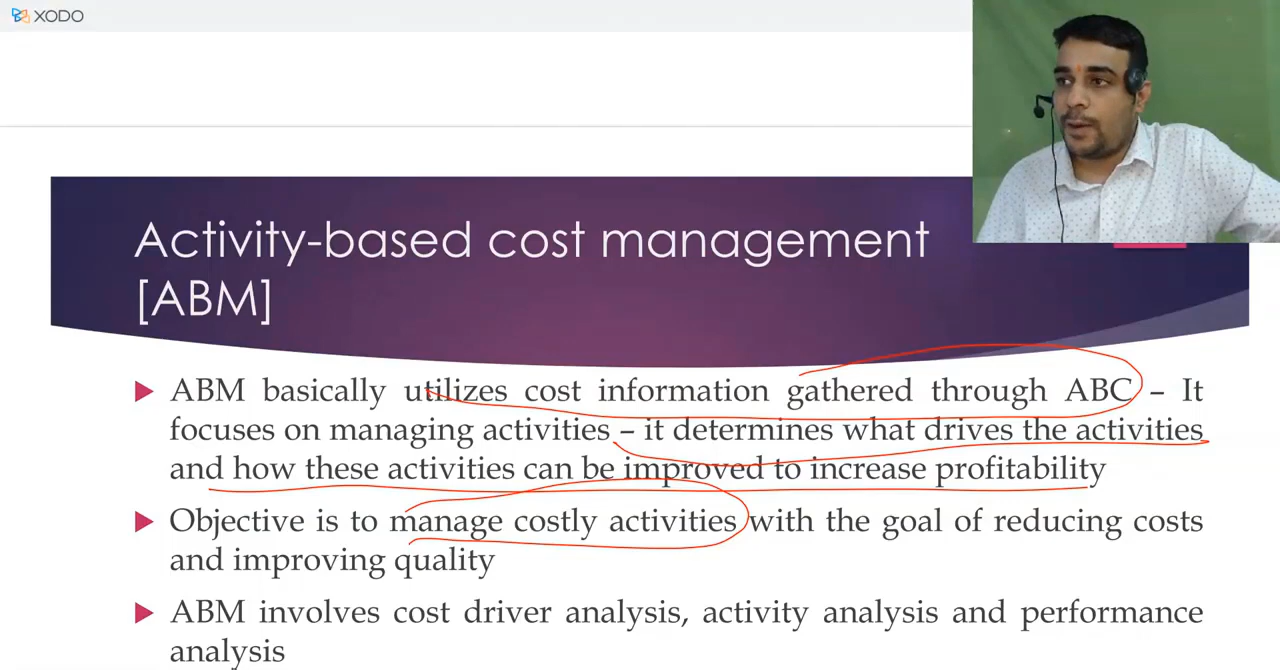 XODO
Activity-based cost management
[ABM]
ABM basically utilizes cost information gathered through ABC – It
focuses on managing activities – it determines what drives the activities
and how these activities can be improved to increase profitability
Objective is to manage costly activities with the goal of reducing costs
and improving quality
ABM involves cost driver analysis, activity analysis and performance
analysis